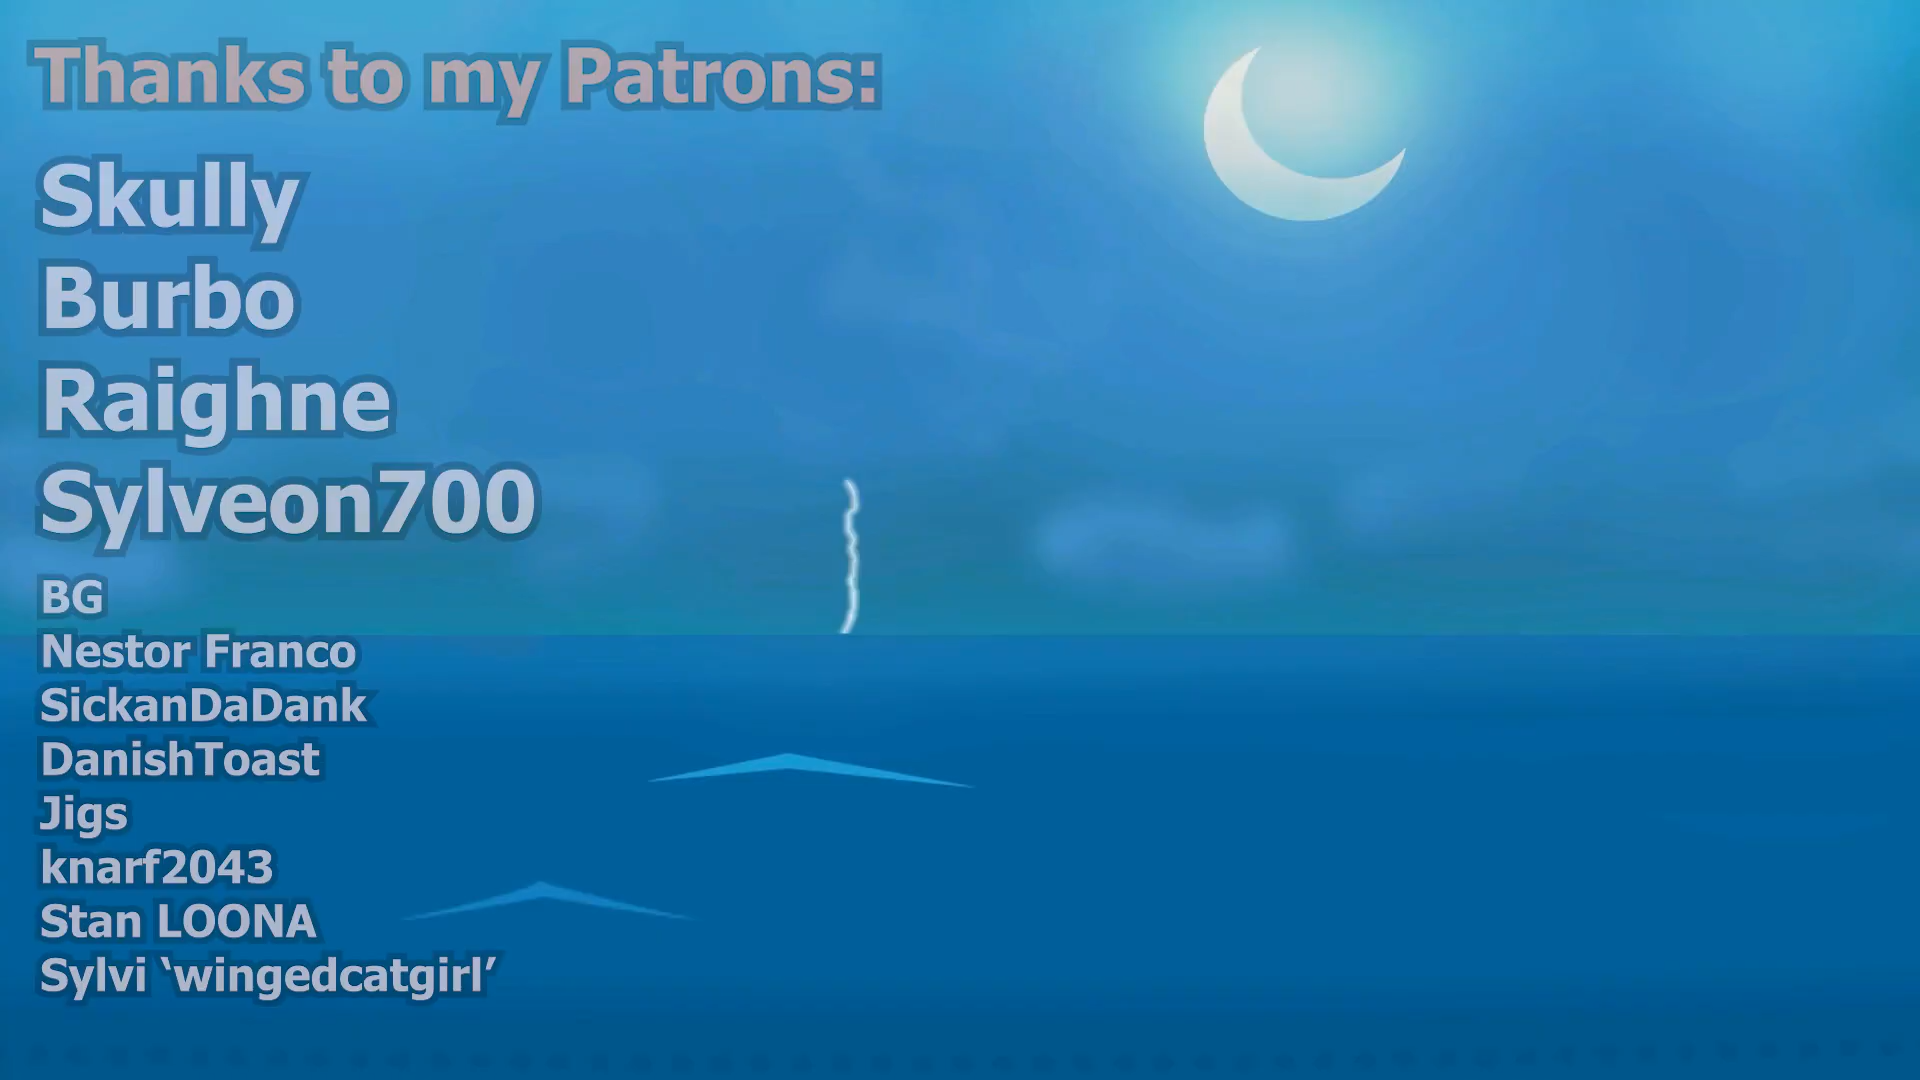 Thanks to my Patrons:
Skully
Burbo
Raighne
Sylveon700
BG
Nestor Franco
SickanDaDank
DanishToast
Jigs
knarf2043
Stan LOONA
Sylvi ‘wingedcatgirl’